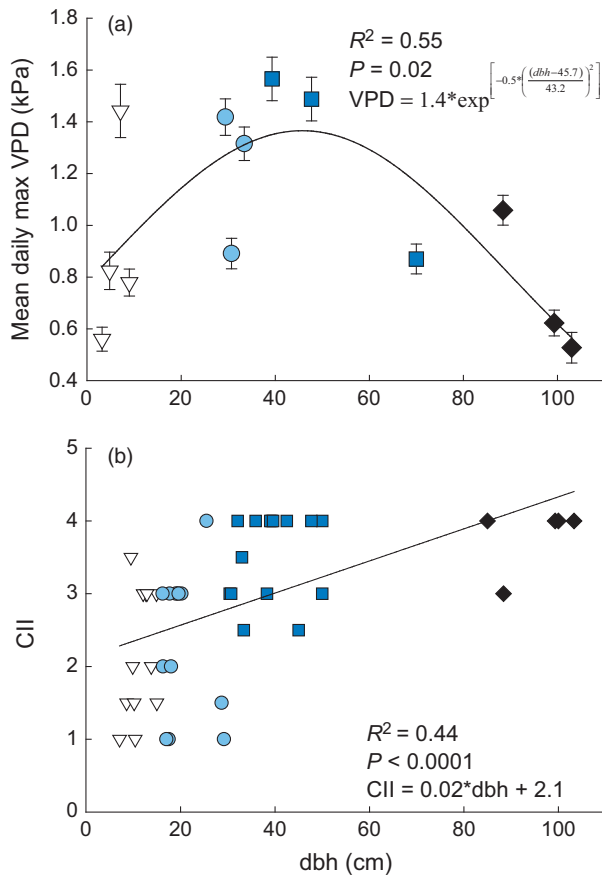 (a)
R² = 0.55
P = 0.02
VPD = 1.4*exp[−0.5*((dbh−45.7)/43.2)²]
Mean daily max VPD (kPa)
1.8
1.6
1.4
1.2
1.0
0.8
0.6
0.4
0 20 40 60 80 100
(b)
CII
5
4
3
2
1
0
R² = 0.44
P < 0.0001
CII = 0.02*dbh + 2.1
0 20 40 60 80 100
dbh (cm)